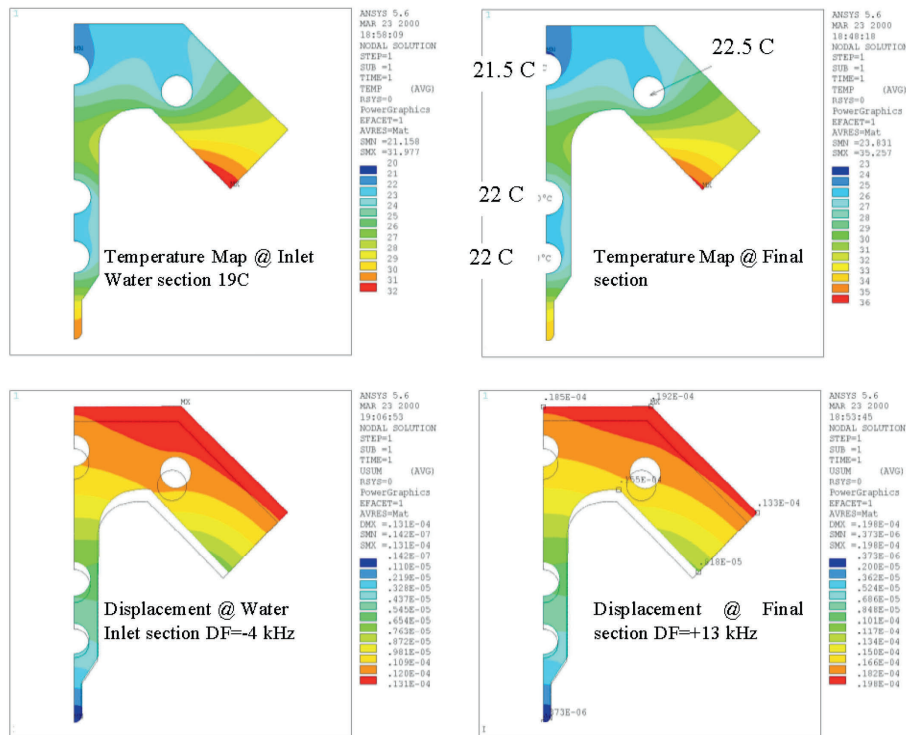 1
ANSYS 5.6
MAR 23 2000
18:58:09
NODAL SOLUTION
STEP=1
SUB =1
TIME=1
TEMP (AVG)
RSYS=0
PowerGraphics
EFACET=1
AVRES=Mat
SMN =21.158
SMX =31.977
20
21
22
23
24
25
26
27
28
29
30
31
32
MN
MX
Temperature Map @ Inlet
Water section 19C
1
ANSYS 5.6
MAR 23 2000
18:48:18
NODAL SOLUTION
STEP=1
SUB =1
TIME=1
TEMP (AVG)
RSYS=0
PowerGraphics
EFACET=1
AVRES=Mat
SMN =23.831
SMX =35.257
23
24
25
26
27
28
29
30
31
32
33
34
35
36
MN
22.5 C
21.5 C
MX
22 C
22 C
Temperature Map @ Final
section
1
ANSYS 5.6
MAR 23 2000
19:06:53
NODAL SOLUTION
STEP=1
SUB =1
TIME=1
USUM (AVG)
RSYS=0
PowerGraphics
EFACET=1
AVRES=Mat
DMX =.131E-04
SMN =.142E-07
SMX =.131E-04
.142E-07
.110E-05
.219E-05
.328E-05
.437E-05
.545E-05
.654E-05
.763E-05
.872E-05
.981E-05
.109E-04
.120E-04
.131E-04
MX
Displacement @ Water
Inlet section DF=-4 kHz
1
ANSYS 5.6
MAR 23 2000
18:53:45
NODAL SOLUTION
STEP=1
SUB =1
TIME=1
USUM (AVG)
RSYS=0
PowerGraphics
EFACET=1
AVRES=Mat
DMX =.198E-04
SMN =.373E-06
SMX =.198E-04
.373E-06
.200E-05
.362E-05
.524E-05
.686E-05
.848E-05
.101E-04
.117E-04
.134E-04
.150E-04
.166E-04
.182E-04
.198E-04
.185E-04
.192E-04
MX
.133E-04
.818E-05
Displacement @ Final
section DF=+13 kHz